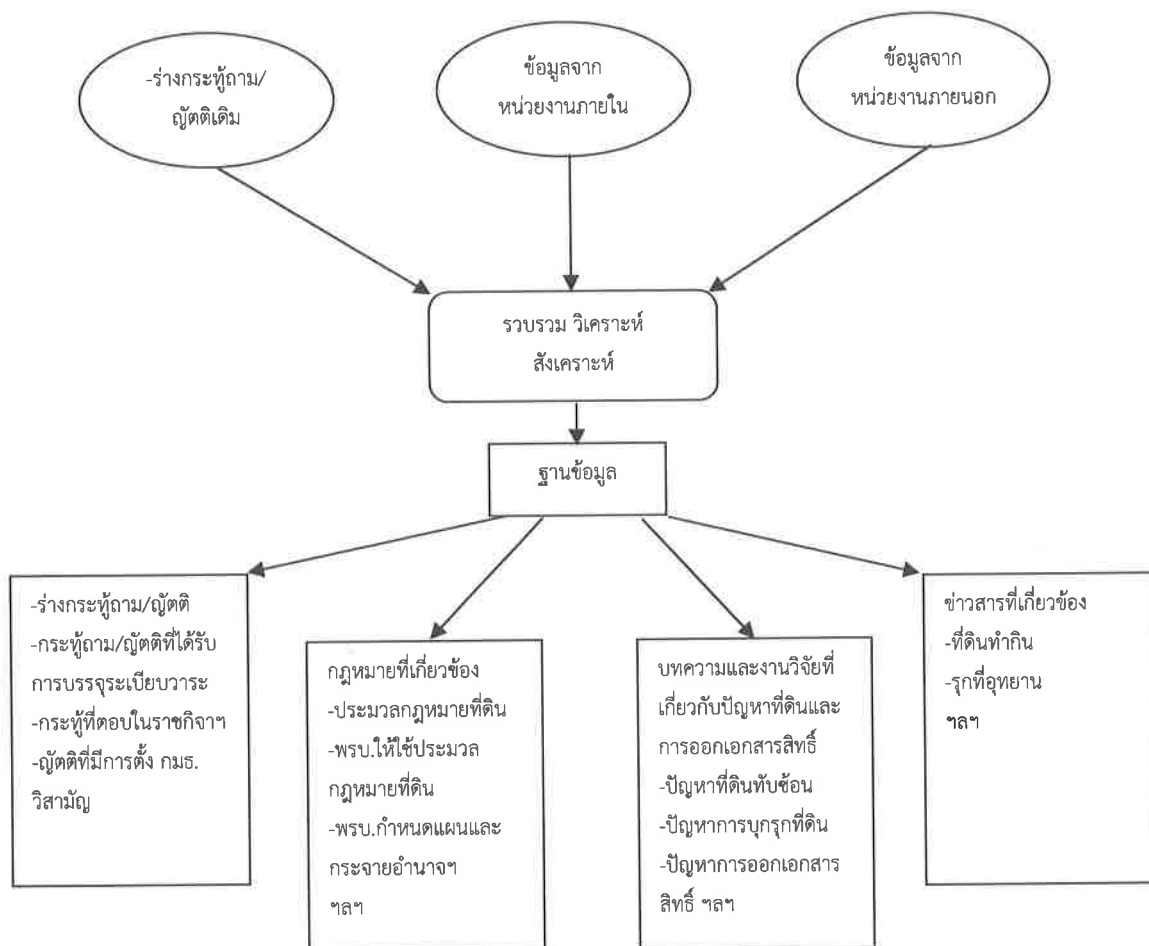 -ร่างกระทู้ถาม/
ญัตติเดิม
ข้อมูลจาก
หน่วยงานภายใน
ข้อมูลจาก
หน่วยงานภายนอก
รวบรวม วิเคราะห์
สังเคราะห์
ฐานข้อมูล
-ร่างกระทู้ถาม/ญัตติ
-กระทู้ถาม/ญัตติที่ได้รับ
การบรรจุระเบียบวาระ
-กระทู้ที่ตอบในราชกิจาฯ
-ญัตติที่มีการตั้ง กมธ.
วิสามัญ
กฎหมายที่เกี่ยวข้อง
-ประมวลกฎหมายที่ดิน
-พรบ.ให้ใช้ประมวล
กฎหมายที่ดิน
-พรบ.กำหนดแผนและ
กระจายอำนาจฯ
ฯลฯ
บทความและงานวิจัยที่
เกี่ยวกับปัญหาที่ดินและ
การออกเอกสารสิทธิ์
-ปัญหาที่ดินทับซ้อน
-ปัญหาการบุกรุกที่ดิน
-ปัญหาการออกเอกสาร
สิทธิ์ ฯลฯ
ข่าวสารที่เกี่ยวข้อง
-ที่ดินทำกิน
-รุกที่อุทยาน
ฯลฯ